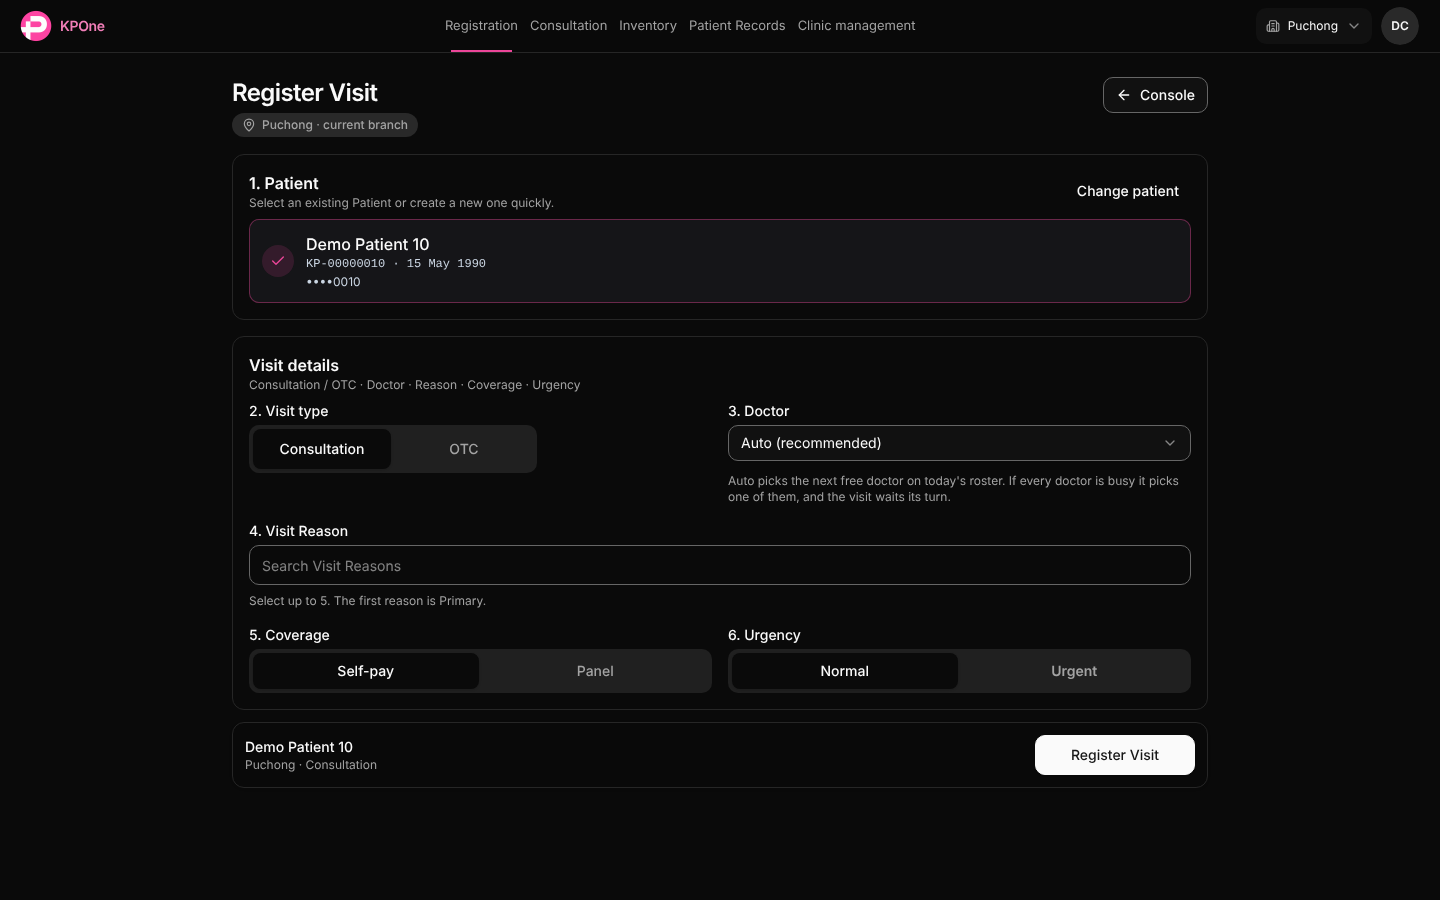 KPOne
Registration
Consultation
Inventory
Patient Records
Clinic management
Puchong
DC
Register Visit
Puchong · current branch
Console
1. Patient
Select an existing Patient or create a new one quickly.
Change patient
Demo Patient 10
KP-00000010 · 15 May 1990
••••0010
Visit details
Consultation / OTC · Doctor · Reason · Coverage · Urgency
2. Visit type
Consultation
OTC
3. Doctor
Auto (recommended)
Auto picks the next free doctor on today's roster. If every doctor is busy it picks
one of them, and the visit waits its turn.
4. Visit Reason
Search Visit Reasons
Select up to 5. The first reason is Primary.
5. Coverage
Self-pay
Panel
6. Urgency
Normal
Urgent
Demo Patient 10
Puchong · Consultation
Register Visit